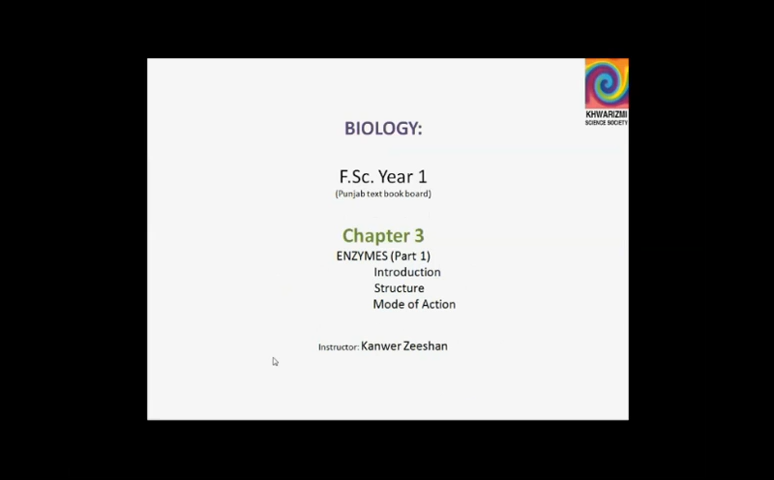 KHWARIZMI
SCIENCE SOCIETY
BIOLOGY:
F.Sc. Year 1
(Punjab text book board)
Chapter 3
ENZYMES (Part 1)
Introduction
Structure
Mode of Action
Instructor: Kanwer Zeeshan